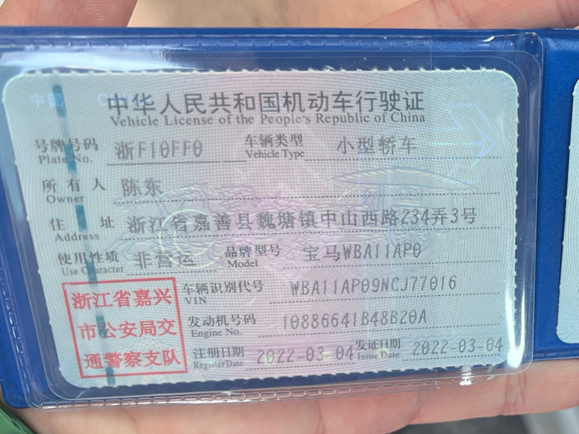 中华人民共和国机动车行驶证
Vehicle License of the People's Republic of China
号牌号码 浙F10FF0 车辆类型 小型轿车
Plate No. Vehicle Type
所有人 陈东
Owner
住址 浙江省嘉善县魏塘镇中山西路234弄3号
Address
使用性质 非营运 品牌型号 宝马WBA11AP0
Use Character Model
车辆识别代号 WBA11AP09NCJ77016
VIN
发动机号码 10886641B48B20A
Engine No.
注册日期 2022-03-04 发证日期 2022-03-04
Register Date Issue Date
浙江省嘉兴
市公安局交
通警察支队